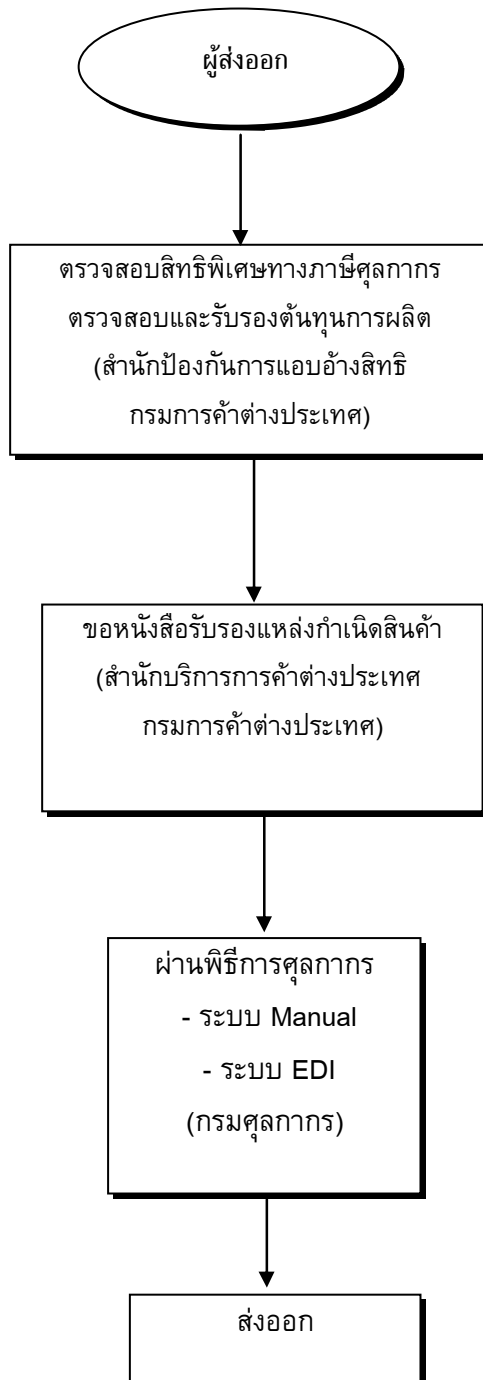 ผู้ส่งออก
ตรวจสอบสิทธิพิเศษทางภาษีศุลกากร
ตรวจสอบและรับรองต้นทุนการผลิต
(สำนักป้องกันการแอบอ้างสิทธิ
กรมการค้าต่างประเทศ)
ขอหนังสือรับรองแหล่งกำเนิดสินค้า
(สำนักบริการการค้าต่างประเทศ
กรมการค้าต่างประเทศ)
ผ่านพิธีการศุลกากร
- ระบบ Manual
- ระบบ EDI
(กรมศุลกากร)
ส่งออก